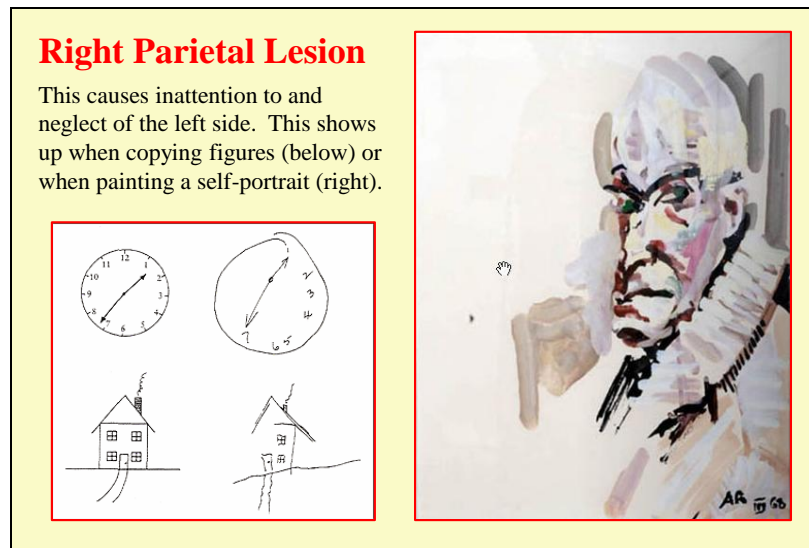 Right Parietal Lesion
This causes inattention to and
neglect of the left side.  This shows
up when copying figures (below) or
when painting a self-portrait (right).
12
11 1
10 2
9 3
8 4
7 5
6
2
3
4
5
6
7
AR III 68